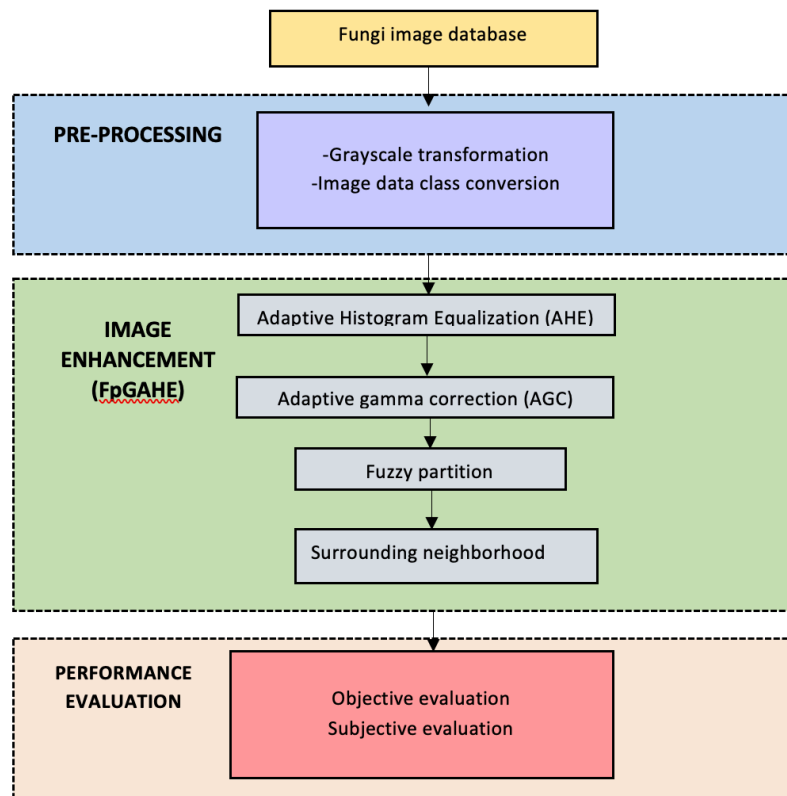 Fungi image database
PRE-PROCESSING
-Grayscale transformation
-Image data class conversion
IMAGE
ENHANCEMENT
(FpGAHE)
Adaptive Histogram Equalization (AHE)
Adaptive gamma correction (AGC)
Fuzzy partition
Surrounding neighborhood
PERFORMANCE
EVALUATION
Objective evaluation
Subjective evaluation